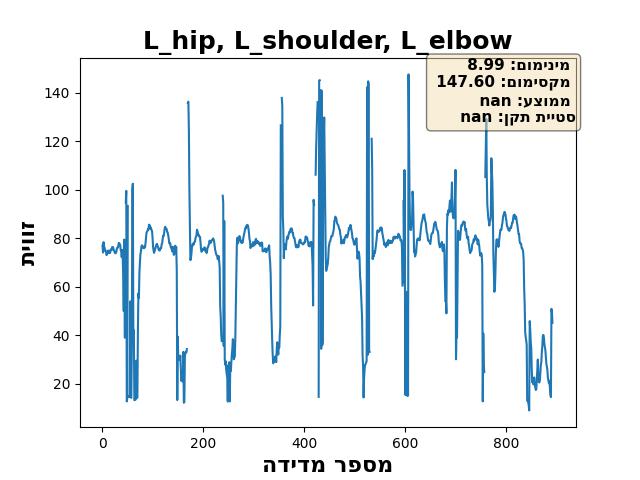 L_hip, L_shoulder, L_elbow
מינימום: 8.99
מקסימום: 147.60
ממוצע: nan
סטיית תקן: nan
זווית
140
120
100
80
60
40
20
0 200 400 600 800
מספר מדידה